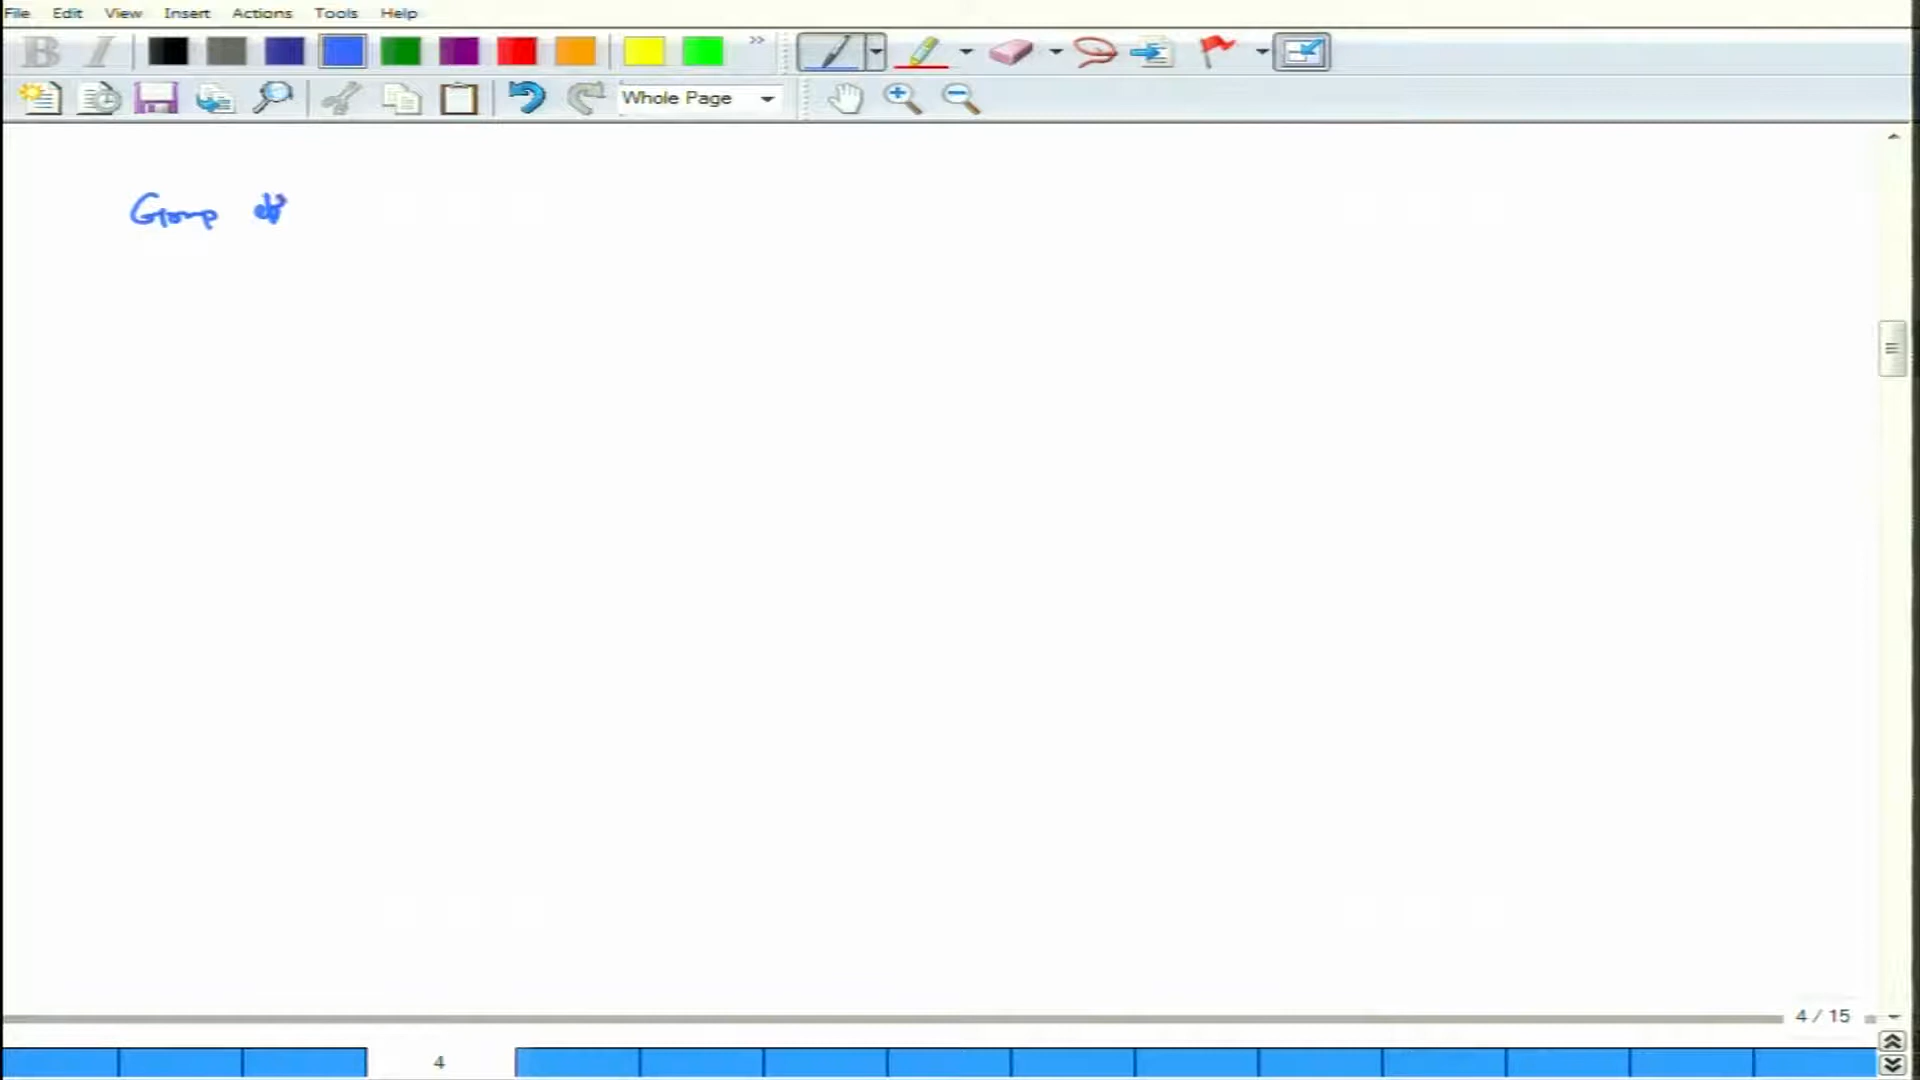 File Edit View Insert Actions Tools Help
B I
Whole Page
Group
4 / 15
4